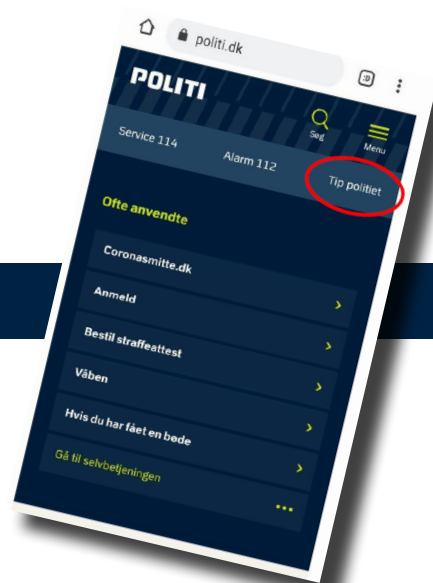 politi.dk
:D
POLITI
Søg
Menu
Service 114
Alarm 112
Tip politiet
Ofte anvendte
Coronasmitte.dk
Anmeld
Bestil straffeattest
Våben
Hvis du har fået en bøde
Gå til selvbetjeningen